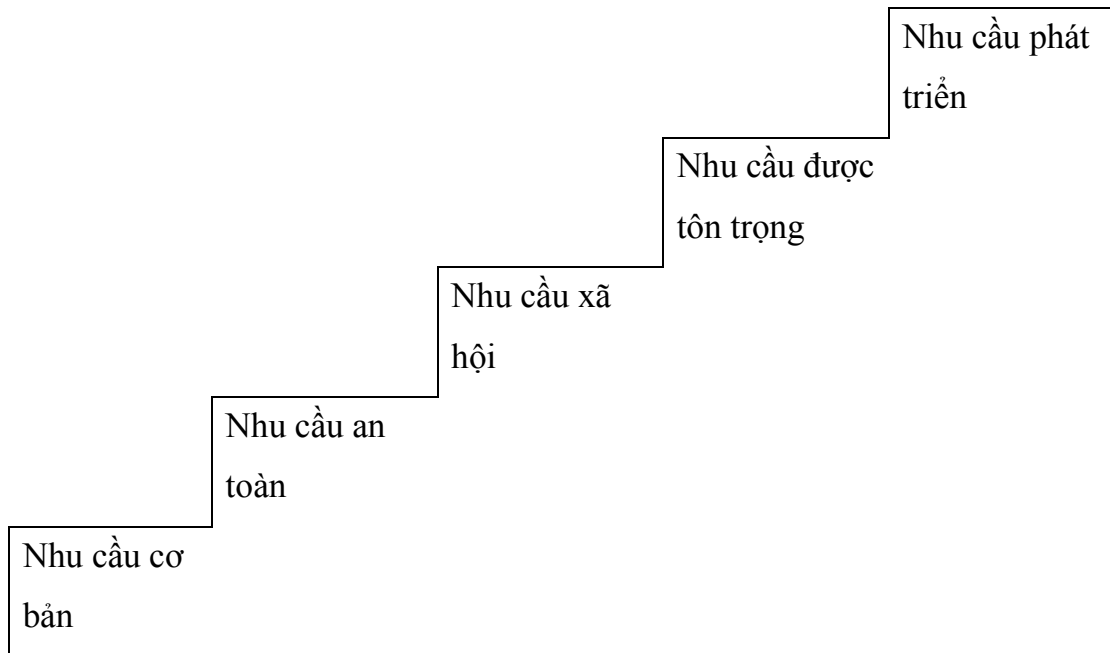 Nhu cầu phát
triển
Nhu cầu được
tôn trọng
Nhu cầu xã
hội
Nhu cầu an
toàn
Nhu cầu cơ
bản